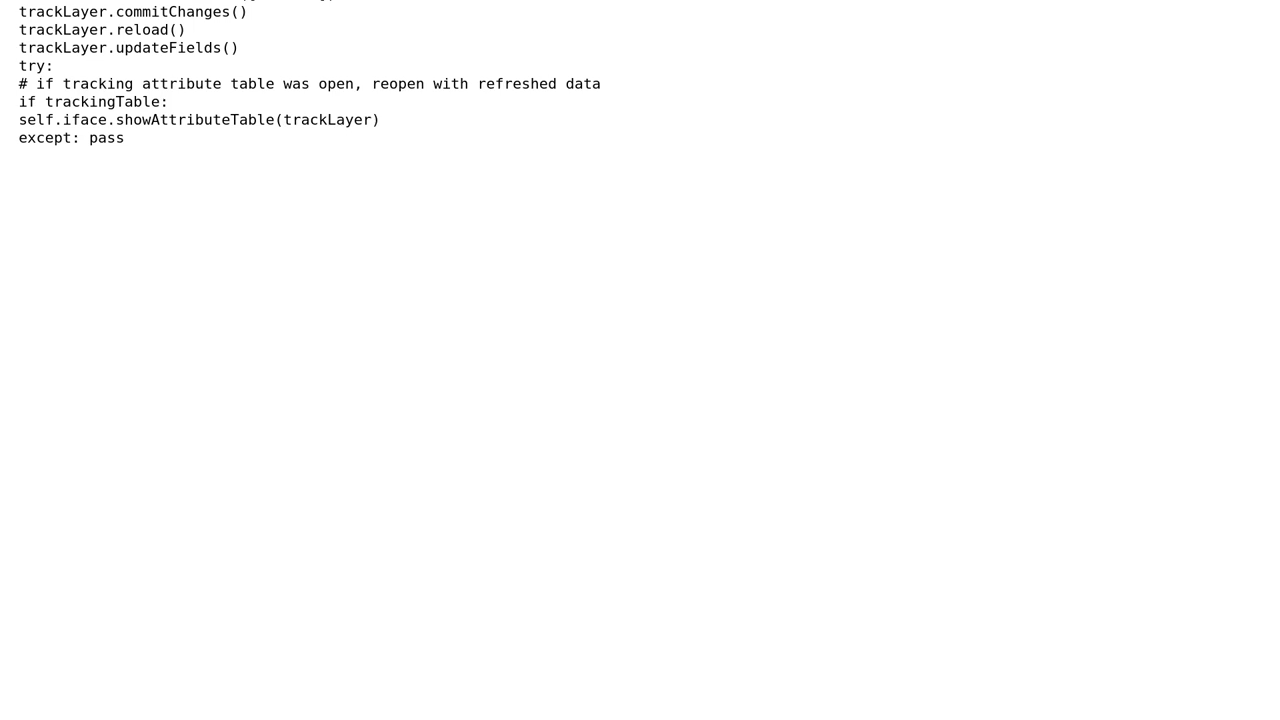 trackLayer.commitChanges()
trackLayer.reload()
trackLayer.updateFields()
try:
# if tracking attribute table was open, reopen with refreshed data
if trackingTable:
self.iface.showAttributeTable(trackLayer)
except: pass